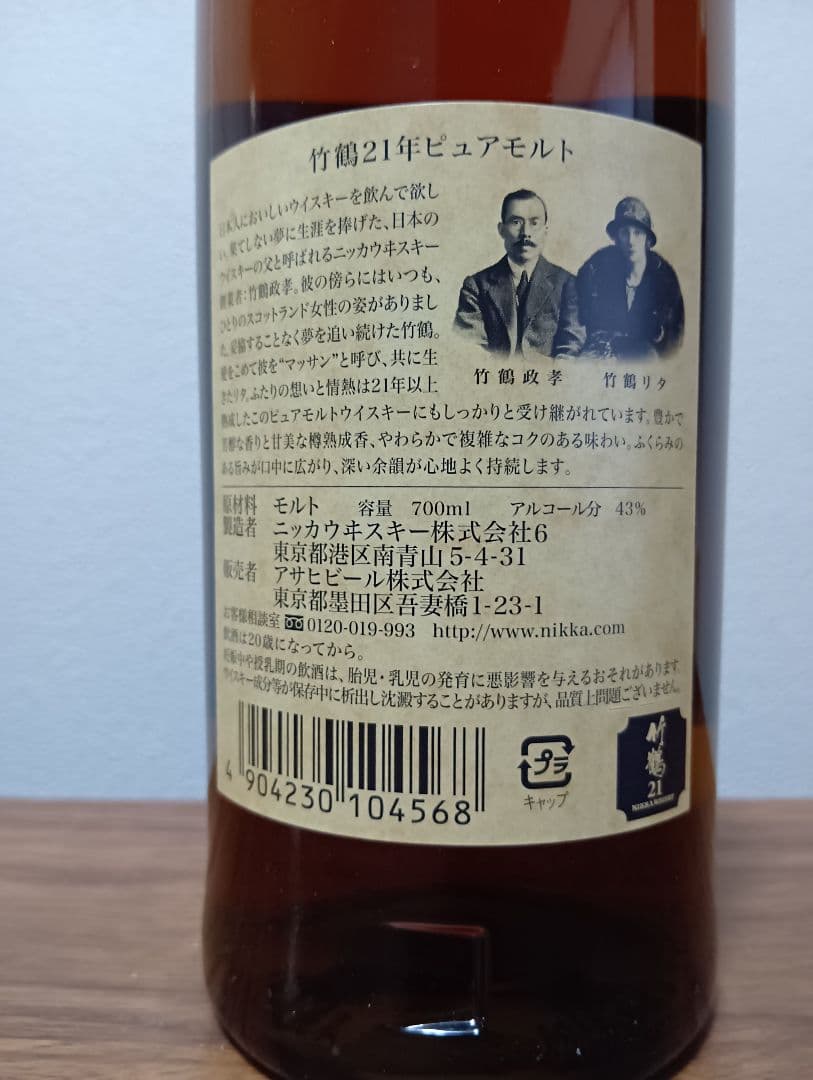 竹鶴21年ピュアモルト
日本人においしいウイスキーを飲んで欲し
い。果てしない夢に生涯を捧げた、日本の
ウイスキーの父と呼ばれるニッカウヰスキー
創業者：竹鶴政孝。彼の傍らにはいつも、
ひとりのスコットランド女性の姿がありまし
た。妥協することなく夢を追い続けた竹鶴。
愛をこめて彼を“マッサン”と呼び、共に生
きたリタ。ふたりの想いと情熱は21年以上
熟成したこのピュアモルトウイスキーにもしっかりと受け継がれています。豊かで
芳醇な香りと甘美な樽熟成香、やわらかで複雑なコクのある味わい。ふくらみの
ある旨みが口中に広がり、深い余韻が心地よく持続します。
竹鶴政孝 竹鶴リタ
原材料 モルト 容量 700ml アルコール分 43%
製造者 ニッカウヰスキー株式会社6
東京都港区南青山5-4-31
販売者 アサヒビール株式会社
東京都墨田区吾妻橋1-23-1
お客様相談室 0120-019-993 http://www.nikka.com
飲酒は20歳になってから。
妊娠中や授乳期の飲酒は、胎児・乳児の発育に悪影響を与えるおそれがあります。
ウイスキー成分等が保存中に析出し沈澱することがありますが、品質上問題ございません。
4 904230 104568
プラ
キャップ
竹鶴
21
NIKKA WHISKY